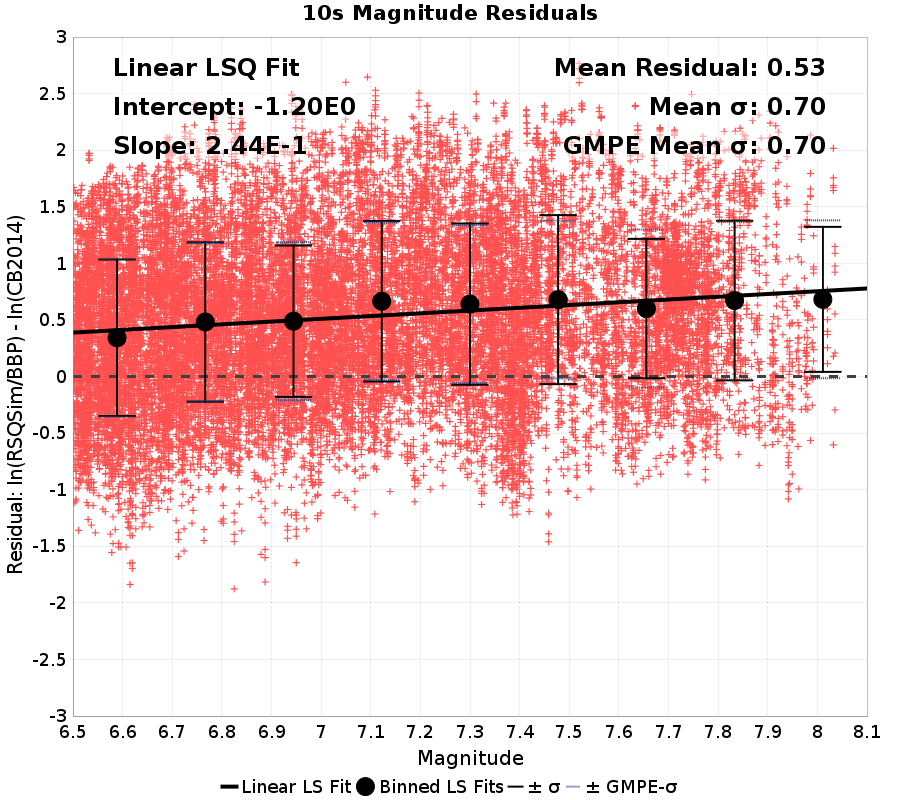 10s Magnitude Residuals
Linear LSQ Fit
Mean Residual: 0.53
Intercept: -1.20E0
Mean σ: 0.70
Slope: 2.44E-1
GMPE Mean σ: 0.70
Residual: ln(RSQSim/BBP) - ln(CB2014)
3
2.5
2
1.5
1
0.5
0
-0.5
-1
-1.5
-2
-2.5
-3
6.5 6.6 6.7 6.8 6.9 7 7.1 7.2 7.3 7.4 7.5 7.6 7.7 7.8 7.9 8 8.1
Magnitude
Linear LS Fit Binned LS Fits ± σ ± GMPE-σ